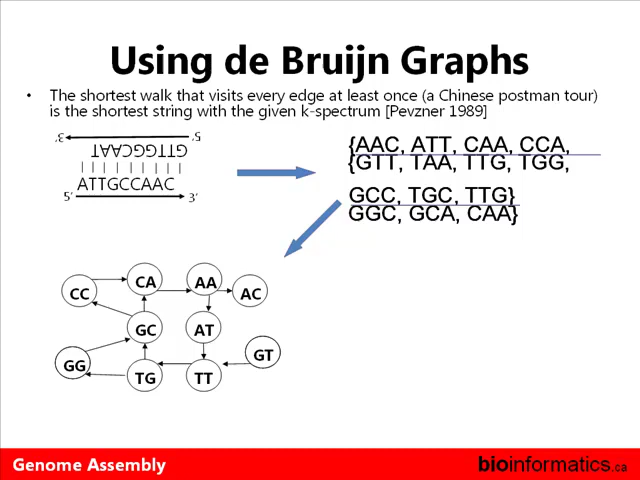 Using de Bruijn Graphs
• The shortest walk that visits every edge at least once (a Chinese postman tour)
is the shortest string with the given k-spectrum [Pevzner 1989]
3' 5'
GTTGGCAAT
ATTGCCAAC
5' 3'
{AAC, ATT, CAA, CCA,
{GTT, TAA, TTG, TGG,
GCC, TGC, TTG}
GGC, GCA, CAA}
CC
CA
AA
AC
GC
AT
GG
TG
TT
GT
Genome Assembly
bioinformatics.ca